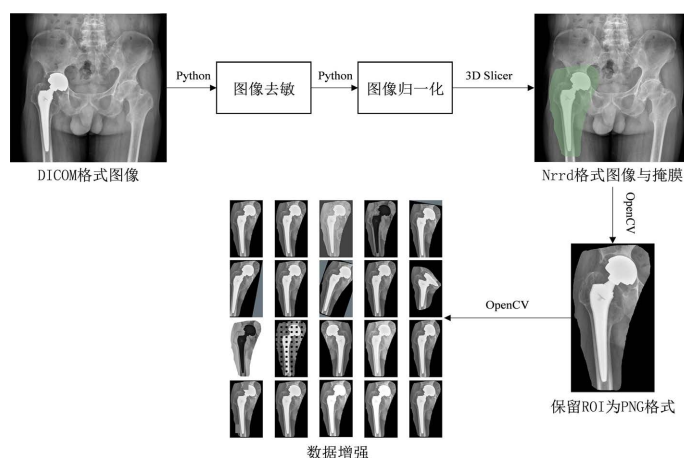 Python
图像去敏
Python
图像归一化
3D Slicer
DICOM格式图像
Nrrd格式图像与掩膜
OpenCV
OpenCV
保留ROI为PNG格式
数据增强